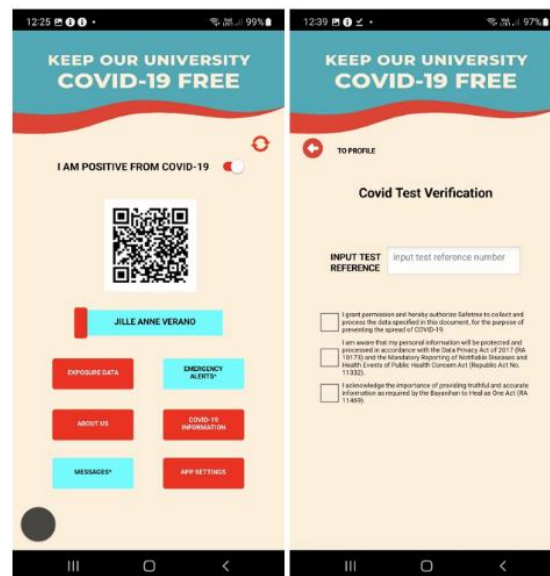 12:25
99%
KEEP OUR UNIVERSITY
COVID-19 FREE
I AM POSITIVE FROM COVID-19
JILLE ANNE VERANO
EXPOSURE DATA
EMERGENCY
ALERTS*
ABOUT US
COVID-19
INFORMATION
MESSAGES*
APP SETTINGS
12:39
97%
KEEP OUR UNIVERSITY
COVID-19 FREE
TO PROFILE
Covid Test Verification
INPUT TEST
REFERENCE
input test reference number
I grant permission and hereby authorize Safetrac to collect and
process the data specified in this document, for the purpose of
preventing the spread of COVID-19.
I am aware that my personal information will be protected and
processed in accordance with the Data Privacy Act of 2017 (RA
10173) and the Mandatory Reporting of Notifiable Diseases and
Health Events of Public Health Concern Act (Republic Act No.
11332).
I acknowledge the importance of providing truthful and accurate
information as required by the Bayanihan to Heal as One Act (RA
11469).